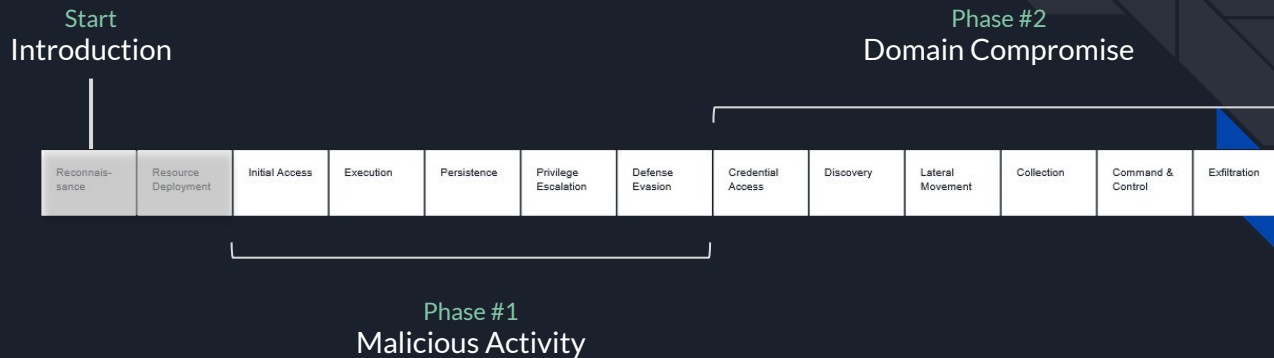 Start
Introduction
Phase #2
Domain Compromise
Reconnais-
sance
Resource
Deployment
Initial Access
Execution
Persistence
Privilege
Escalation
Defense
Evasion
Credential
Access
Discovery
Lateral
Movement
Collection
Command &
Control
Exfiltration
Phase #1
Malicious Activity